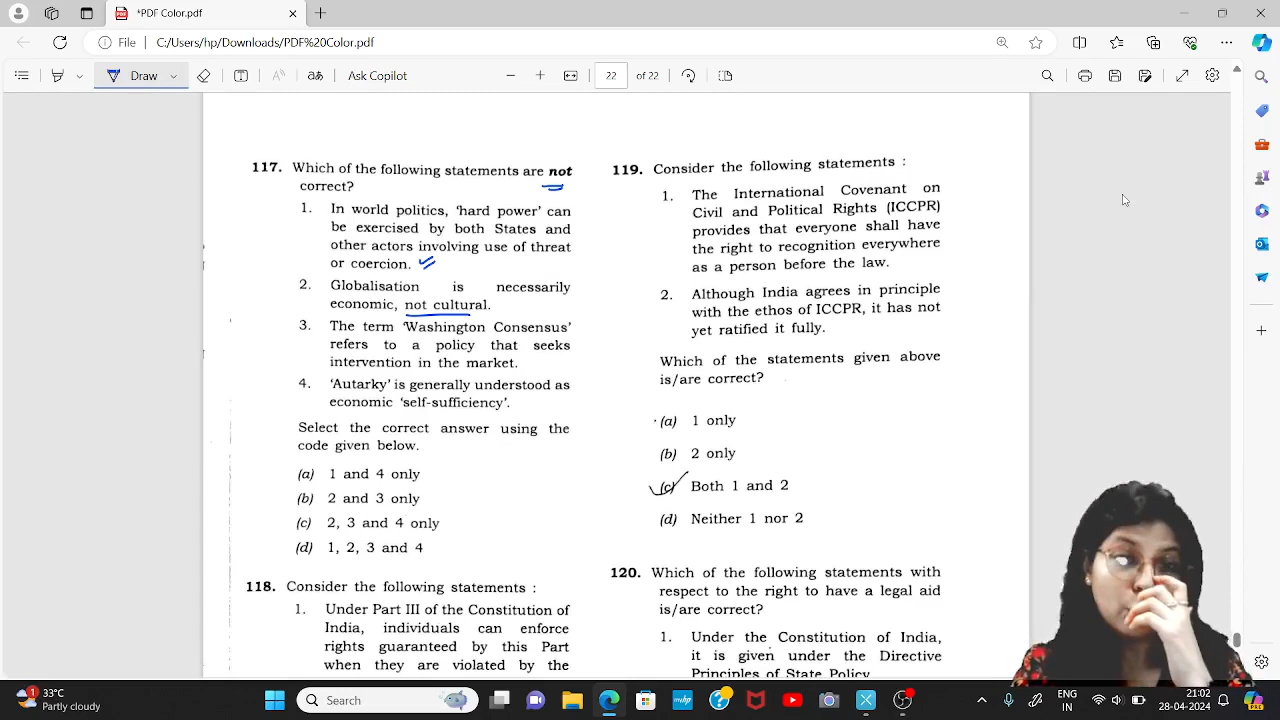 *PDF Color.pdf
File
C:/Users/hp/Downloads/PDF%20Color.pdf
Draw
Ask Copilot
22
of 22
117. Which of the following statements are not
correct?
1. In world politics, 'hard power' can
be exercised by both States and
other actors involving use of threat
or coercion.
2. Globalisation is necessarily
economic, not cultural.
3. The term 'Washington Consensus'
refers to a policy that seeks
intervention in the market.
4. 'Autarky' is generally understood as
economic 'self-sufficiency'.
Select the correct answer using the
code given below.
(a) 1 and 4 only
(b) 2 and 3 only
(c) 2, 3 and 4 only
(d) 1, 2, 3 and 4
118. Consider the following statements :
1. Under Part III of the Constitution of
India, individuals can enforce
rights guaranteed by this Part
when they are violated by the
119. Consider the following statements :
1. The International Covenant on
Civil and Political Rights (ICCPR)
provides that everyone shall have
the right to recognition everywhere
as a person before the law.
2. Although India agrees in principle
with the ethos of ICCPR, it has not
yet ratified it fully.
Which of the statements given above
is/are correct?
(a) 1 only
(b) 2 only
(c) Both 1 and 2
(d) Neither 1 nor 2
120. Which of the following statements with
respect to the right to have a legal aid
is/are correct?
1. Under the Constitution of India,
it is given under the Directive
Principles of State Policy
1
33°C
Partly cloudy
Search
ENG
IN
21:02
28-04-2024